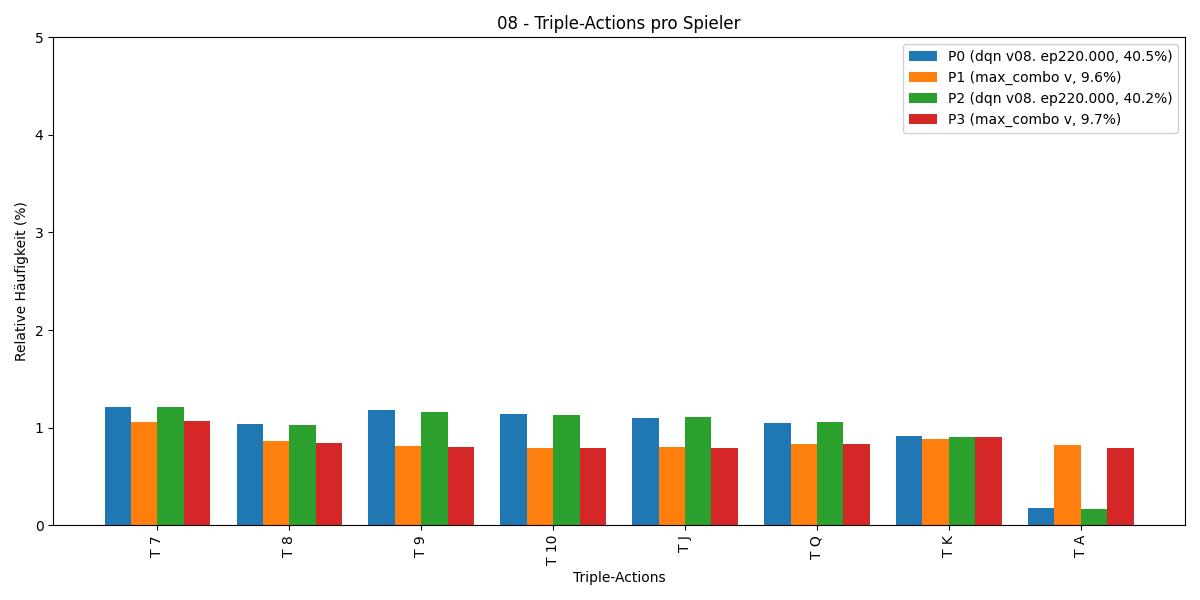 08 - Triple-Actions pro Spieler
P0 (dqn v08. ep220.000, 40.5%)
P1 (max_combo v, 9.6%)
P2 (dqn v08. ep220.000, 40.2%)
P3 (max_combo v, 9.7%)
Relative Häufigkeit (%)
5
4
3
2
1
0
T 7
T 8
T 9
T 10
T J
T Q
T K
T A
Triple-Actions